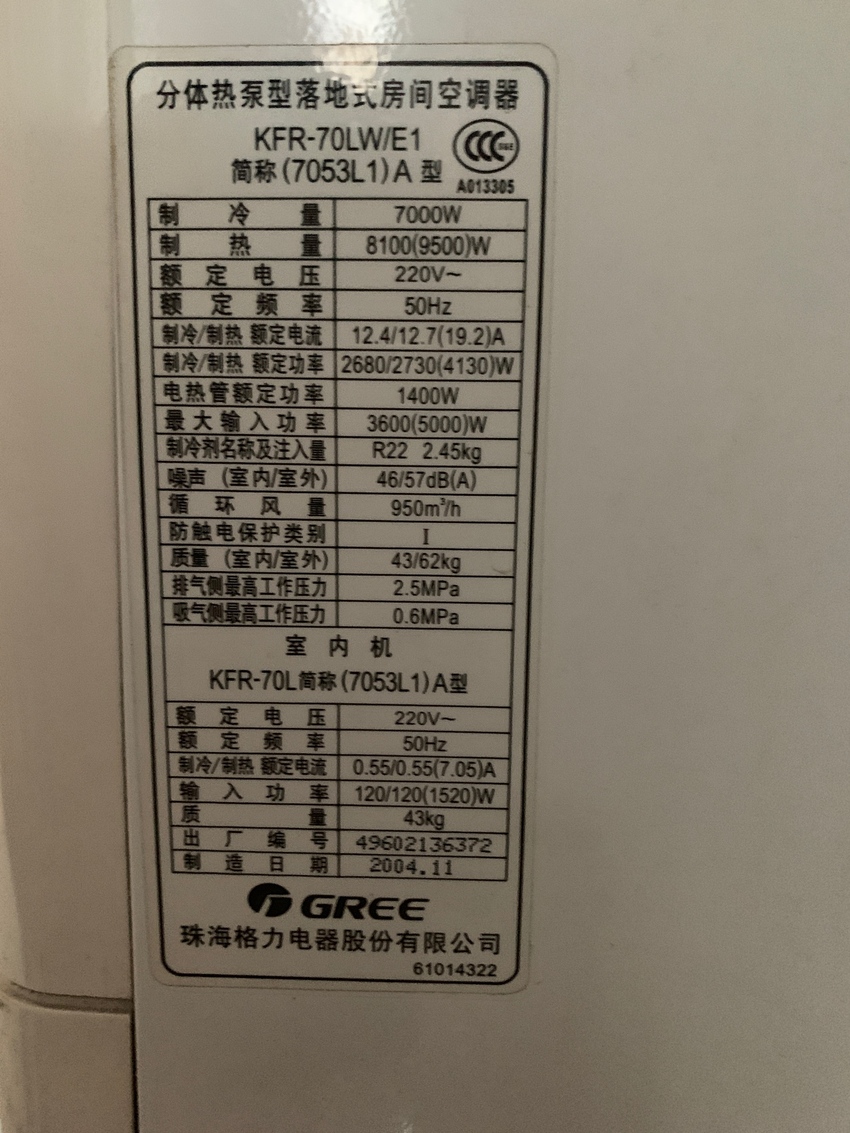 分体热泵型落地式房间空调器
KFR-70LW/E1
CCC S&E
简称(7053L1)A 型
A013305
制冷量 7000W
制热量 8100(9500)W
额定电压 220V~
额定频率 50Hz
制冷/制热 额定电流 12.4/12.7(19.2)A
制冷/制热 额定功率 2680/2730(4130)W
电热管额定功率 1400W
最大输入功率 3600(5000)W
制冷剂名称及注入量 R22 2.45kg
噪声 (室内/室外) 46/57dB(A)
循环风量 950m³/h
防触电保护类别 I
质量 (室内/室外) 43/62kg
排气侧最高工作压力 2.5MPa
吸气侧最高工作压力 0.6MPa
室内机
KFR-70L简称(7053L1)A型
额定电压 220V~
额定频率 50Hz
制冷/制热 额定电流 0.55/0.55(7.05)A
输入功率 120/120(1520)W
质量 43kg
出厂编号 49602136372
制造日期 2004.11
GREE
珠海格力电器股份有限公司
61014322